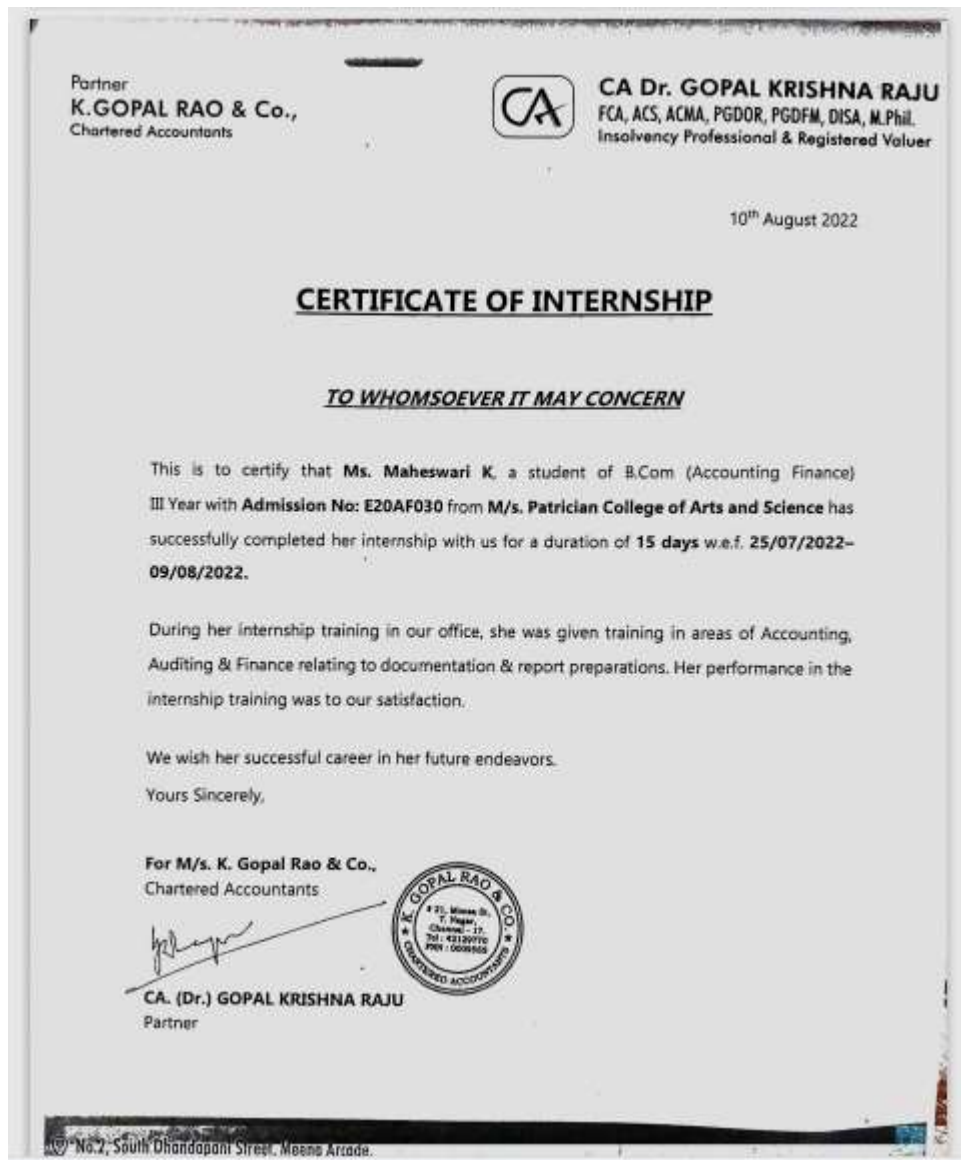 Partner
K.GOPAL RAO & Co.,
Chartered Accountants
CA
CA Dr. GOPAL KRISHNA RAJU
FCA, ACS, ACMA, PGDOR, PGDFM, DISA, M.Phil.
Insolvency Professional & Registered Valuer
10th August 2022
CERTIFICATE OF INTERNSHIP
TO WHOMSOEVER IT MAY CONCERN
This is to certify that Ms. Maheswari K, a student of B.Com (Accounting Finance)
III Year with Admission No: E20AF030 from M/s. Patrician College of Arts and Science has
successfully completed her internship with us for a duration of 15 days w.e.f. 25/07/2022–
09/08/2022.
During her internship training in our office, she was given training in areas of Accounting,
Auditing & Finance relating to documentation & report preparations. Her performance in the
internship training was to our satisfaction.
We wish her successful career in her future endeavors.
Yours Sincerely,
For M/s. K. Gopal Rao & Co.,
Chartered Accountants
K. GOPAL RAO & CO.
T. Nagar,
Chennai - 17.
CHARTERED ACCOUNTANTS
CA. (Dr.) GOPAL KRISHNA RAJU
Partner
No.2, South Dhandapani Street, Meena Arcade.